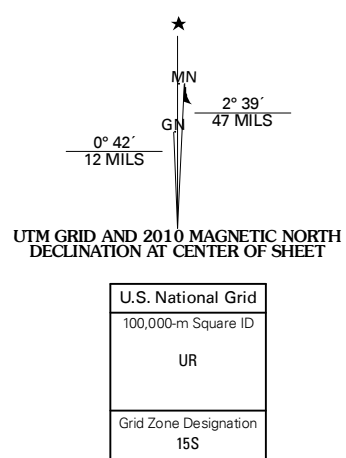 ★
MN
2° 39´
47 MILS
GN
0° 42´
12 MILS
UTM GRID AND 2010 MAGNETIC NORTH
DECLINATION AT CENTER OF SHEET
U.S. National Grid
100,000-m Square ID
UR
Grid Zone Designation
15S